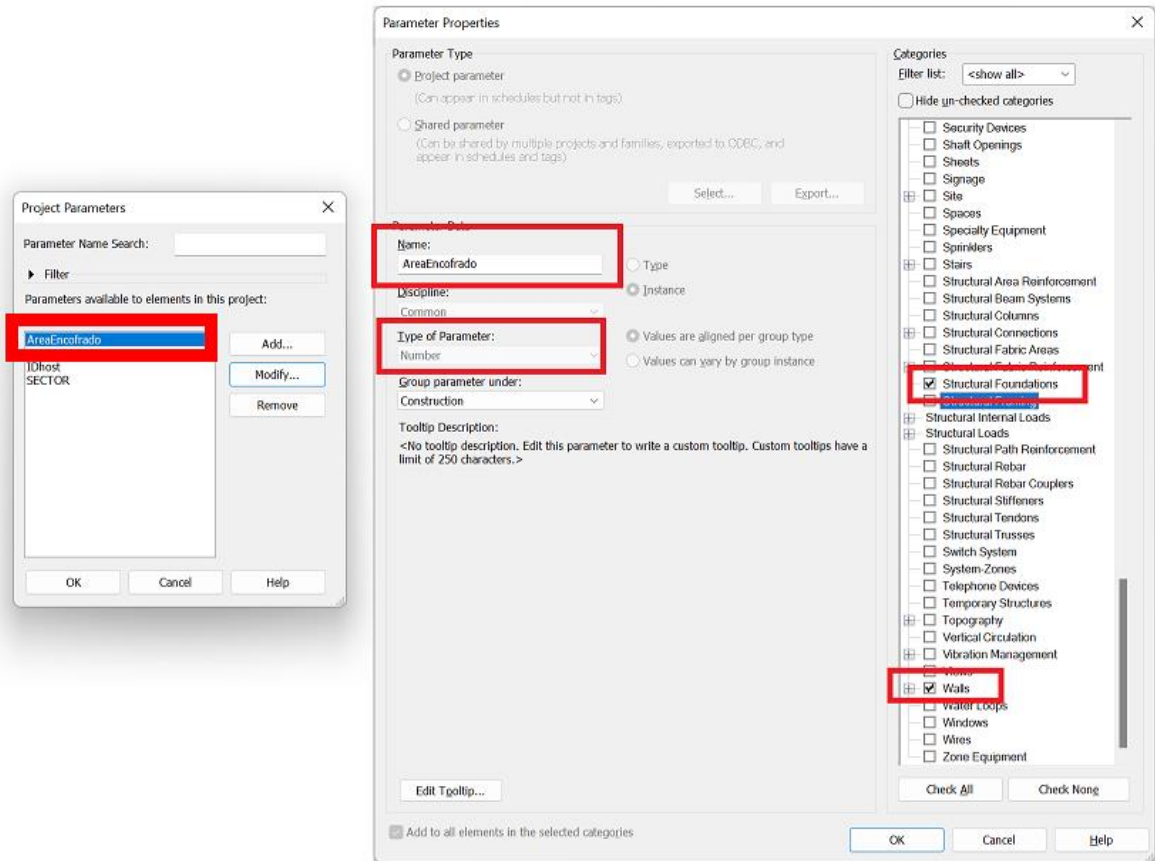 Project Parameters
Parameter Name Search:
Filter
Parameters available to elements in this project:
AreaEncofrado
IDhost
SECTOR
Add...
Modify...
Remove
OK
Cancel
Help
Parameter Properties
Parameter Type
Project parameter
(Can appear in schedules but not in tags)
Shared parameter
(Can be shared by multiple projects and families, exported to ODBC, and
appear in schedules and tags)
Select...
Export...
Parameter Data
Name:
AreaEncofrado
Type
Discipline:
Instance
Common
Type of Parameter:
Values are aligned per group type
Number
Values can vary by group instance
Group parameter under:
Construction
Tooltip Description:
<No tooltip description. Edit this parameter to write a custom tooltip. Custom tooltips have a
limit of 250 characters.>
Edit Tooltip...
Add to all elements in the selected categories
Categories
Filter list:
<show all>
Hide un-checked categories
Security Devices
Shaft Openings
Sheets
Signage
Site
Spaces
Specialty Equipment
Sprinklers
Stairs
Structural Area Reinforcement
Structural Beam Systems
Structural Columns
Structural Connections
Structural Fabric Areas
Structural Fabric Reinforcement
Structural Foundations
Structural Framing
Structural Internal Loads
Structural Loads
Structural Path Reinforcement
Structural Rebar
Structural Rebar Couplers
Structural Stiffeners
Structural Tendons
Structural Trusses
Switch System
System-Zones
Telephone Devices
Temporary Structures
Topography
Vertical Circulation
Vibration Management
Views
Walls
Water Loops
Windows
Wires
Zone Equipment
Check All
Check None
OK
Cancel
Help